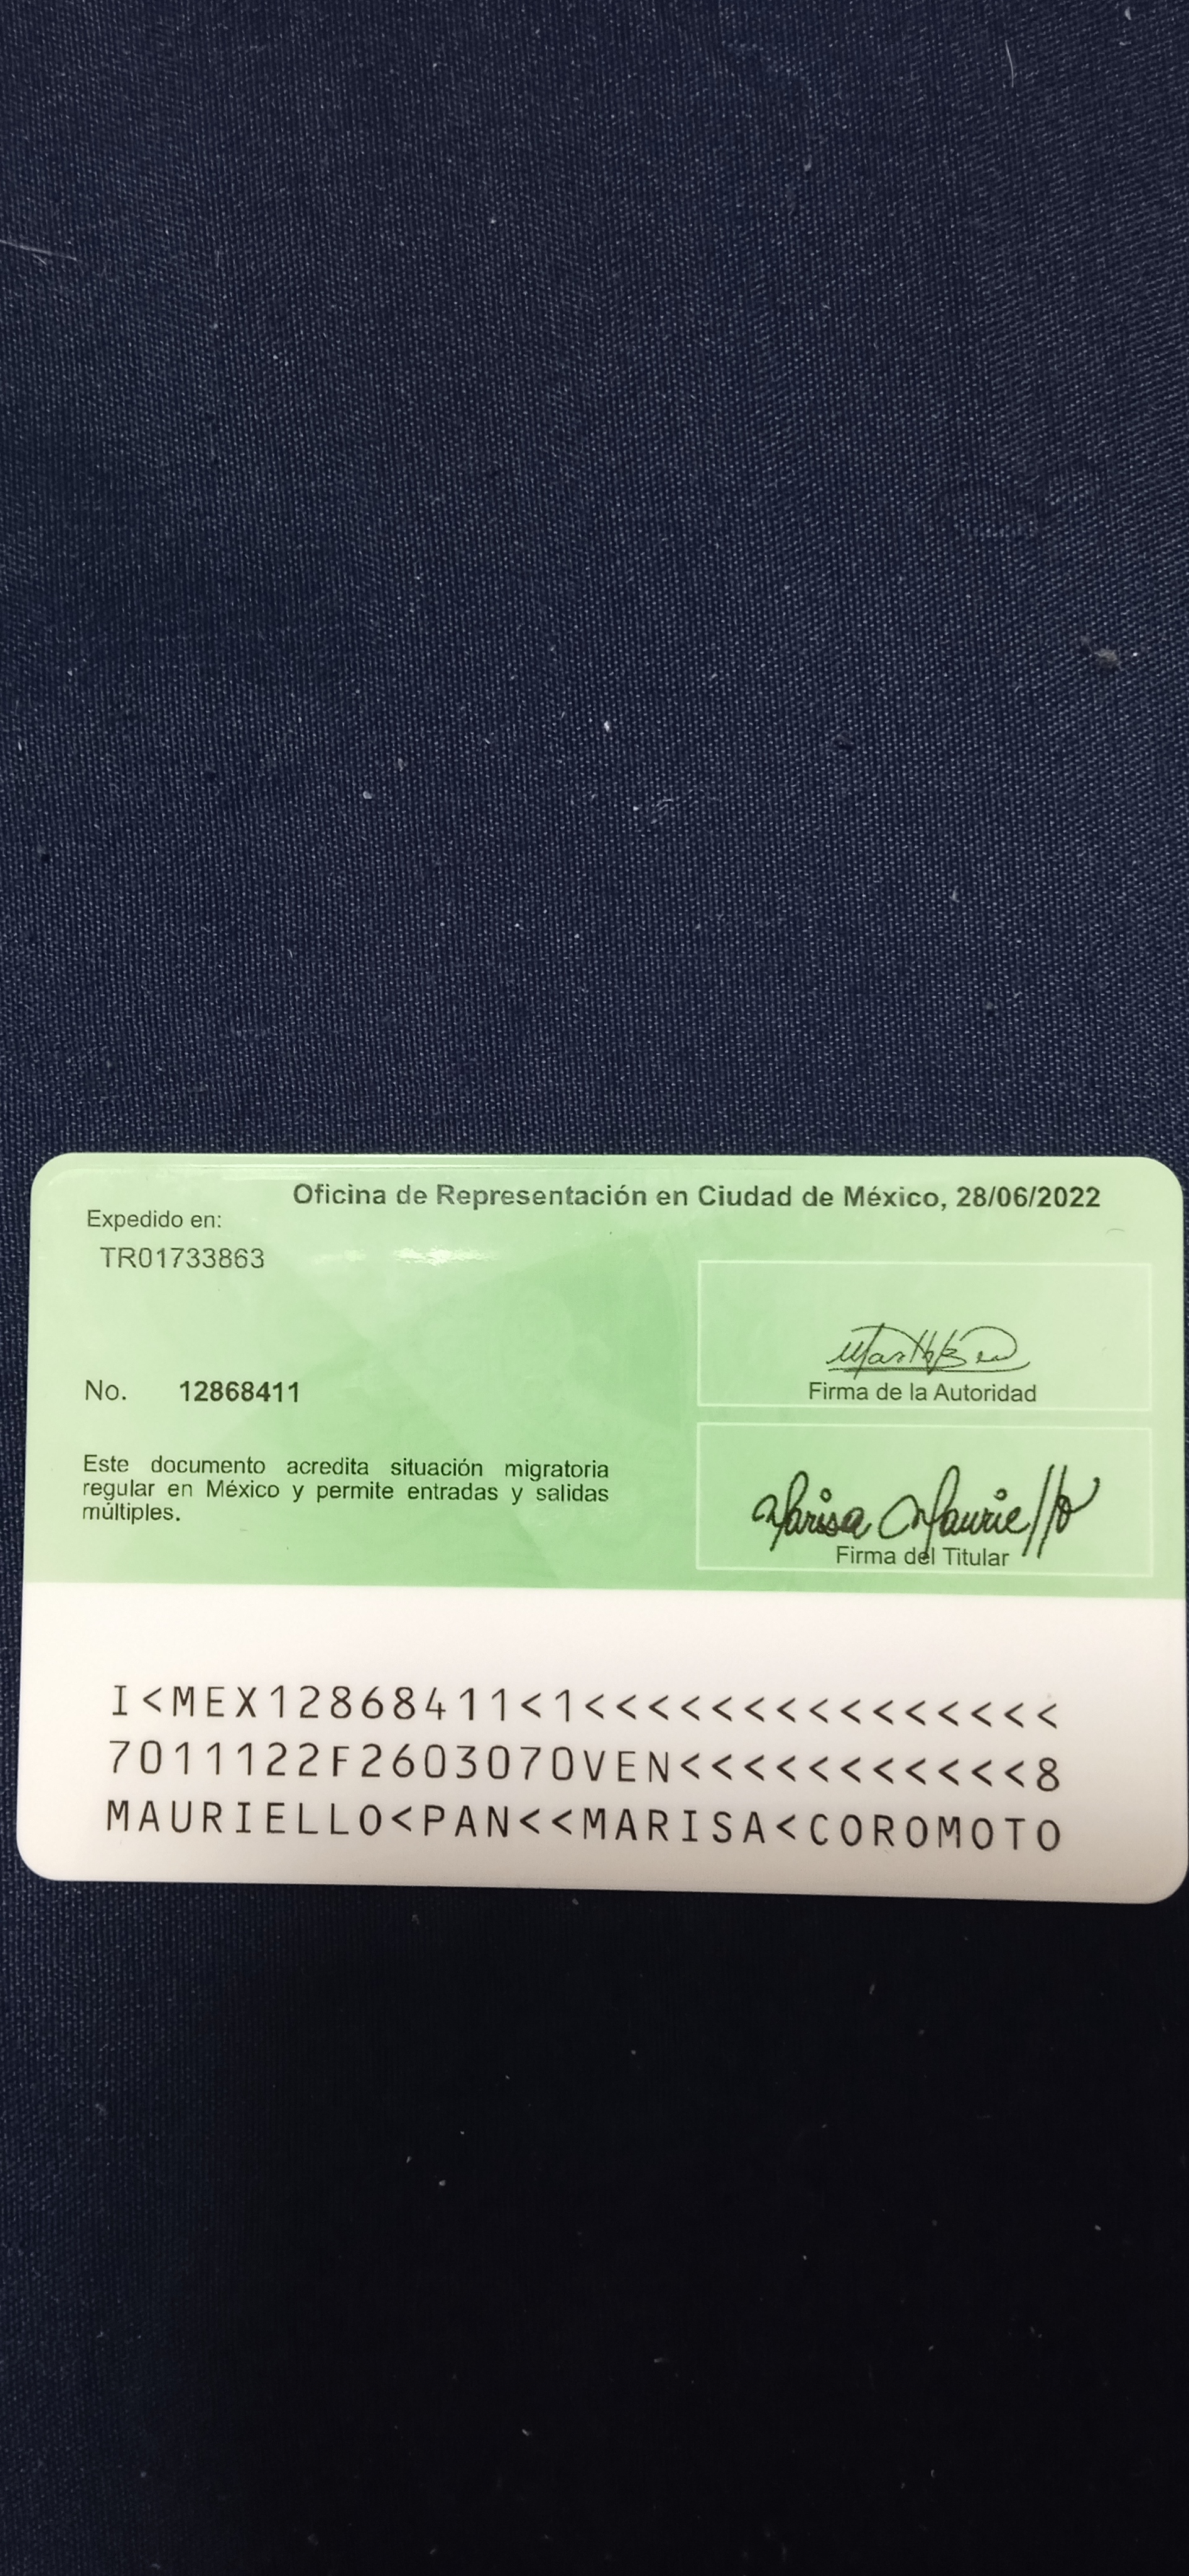 Oficina de Representación en Ciudad de México, 28/06/2022
Expedido en:
TR01733863
No. 12868411
Firma de la Autoridad
Este documento acredita situación migratoria
regular en México y permite entradas y salidas
múltiples.
Marisa Mauriello
Firma del Titular
I<MEX12868411<1<<<<<<<<<<<<<<<
7011122F2603070VEN<<<<<<<<<<<8
MAURIELLO<PAN<<MARISA<COROMOTO